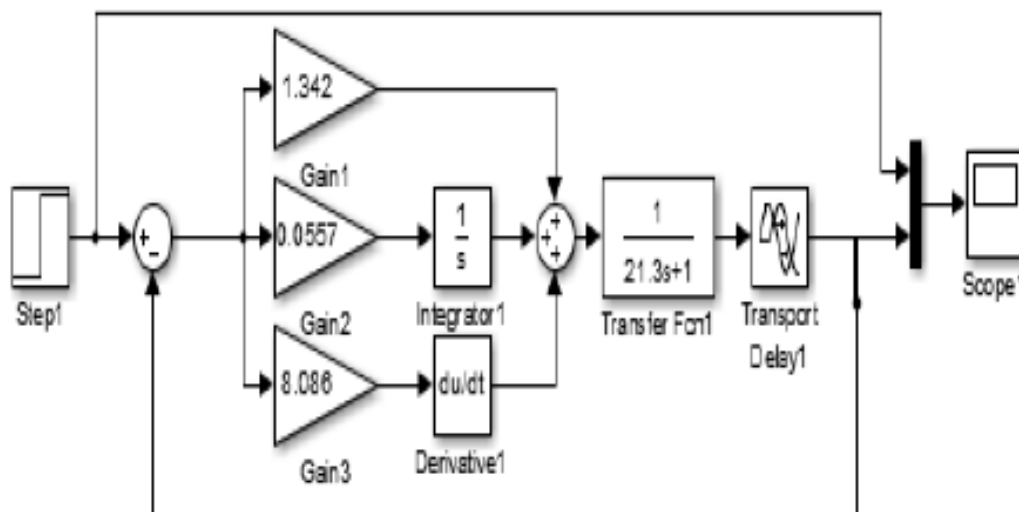 1.342
Gain1
0.0557
1
s
+
-
+
+
+
1
21.3s+1
Step1
Integrator1
Transfer Fcn1
Transport
Delay1
Scope1
Gain2
8.086
du/dt
Derivative1
Gain3